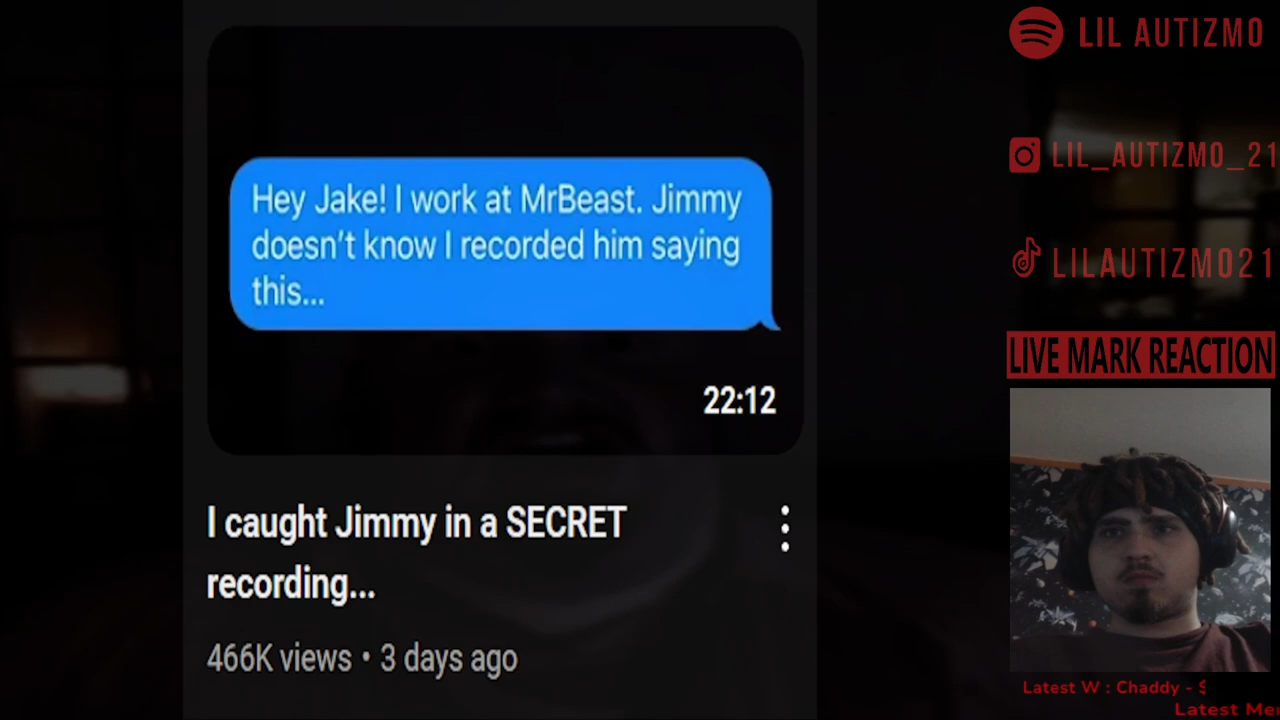 Hey Jake! I work at MrBeast. Jimmy
doesn't know I recorded him saying
this...
22:12
I caught Jimmy in a SECRET
recording...
466K views • 3 days ago
LIL AUTIZMO
LIL_AUTIZMO_21
LILAUTIZMO21
LIVE MARK REACTION
Latest W : Chaddy - $
Latest